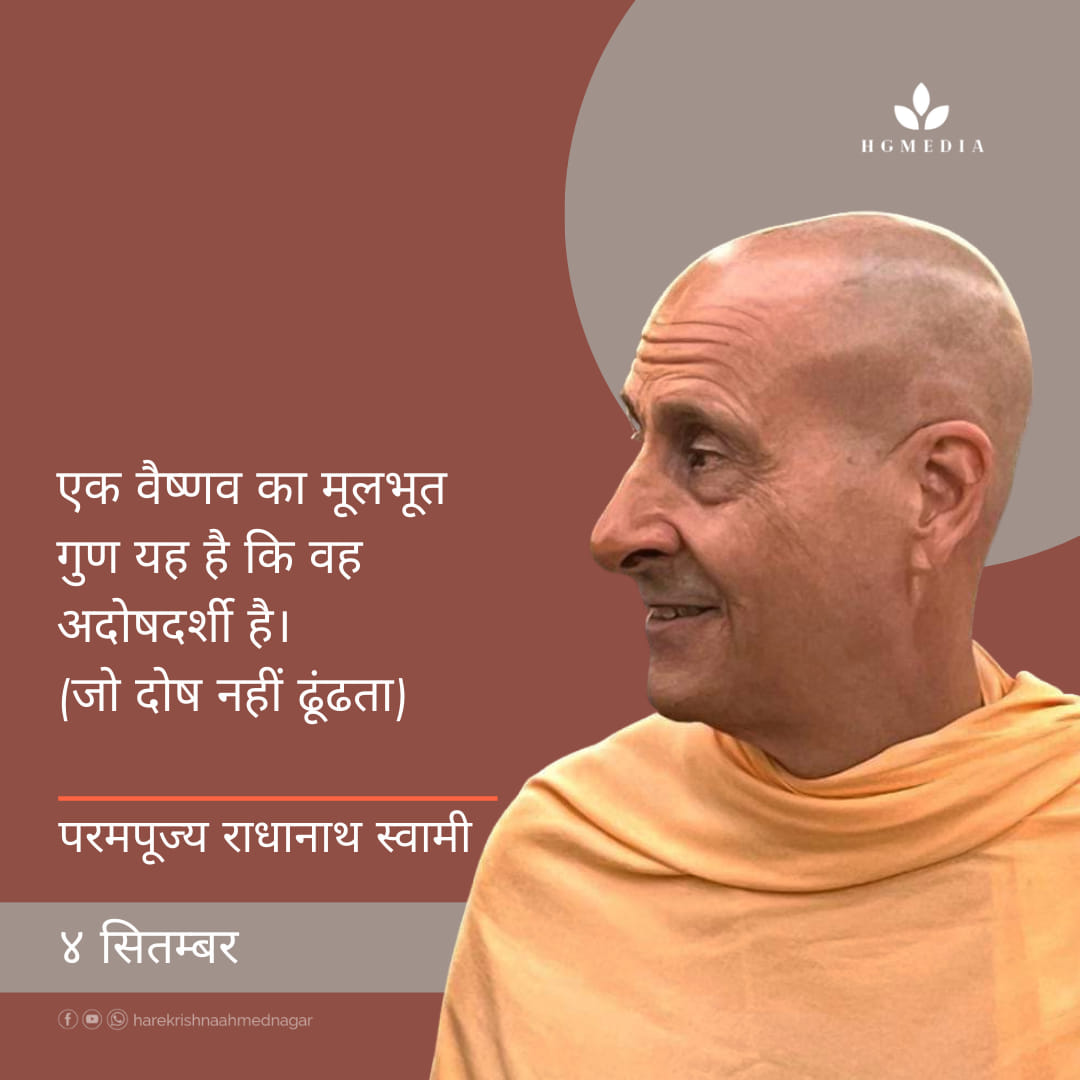 HGMEDIA
एक वैष्णव का मूलभूत
गुण यह है कि वह
अदोषदर्शी है।
(जो दोष नहीं ढूंढता)
परमपूज्य राधानाथ स्वामी
४ सितम्बर
harekrishnaahmednagar